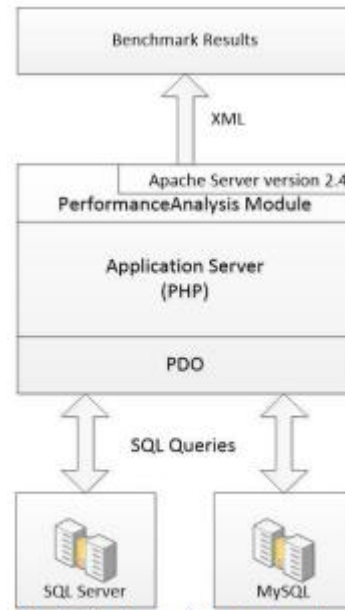 Benchmark Results
XML
Apache Server version 2.4
PerformanceAnalysis Module
Application Server
(PHP)
PDO
SQL Queries
SQL Server
MySQL